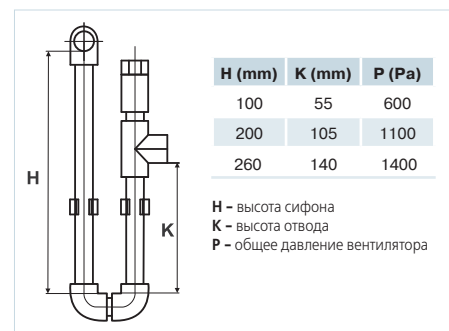 H
K
H (mm) K (mm) P (Pa)
100 55 600
200 105 1100
260 140 1400
H – высота сифона
K – высота отвода
P – общее давление вентилятора